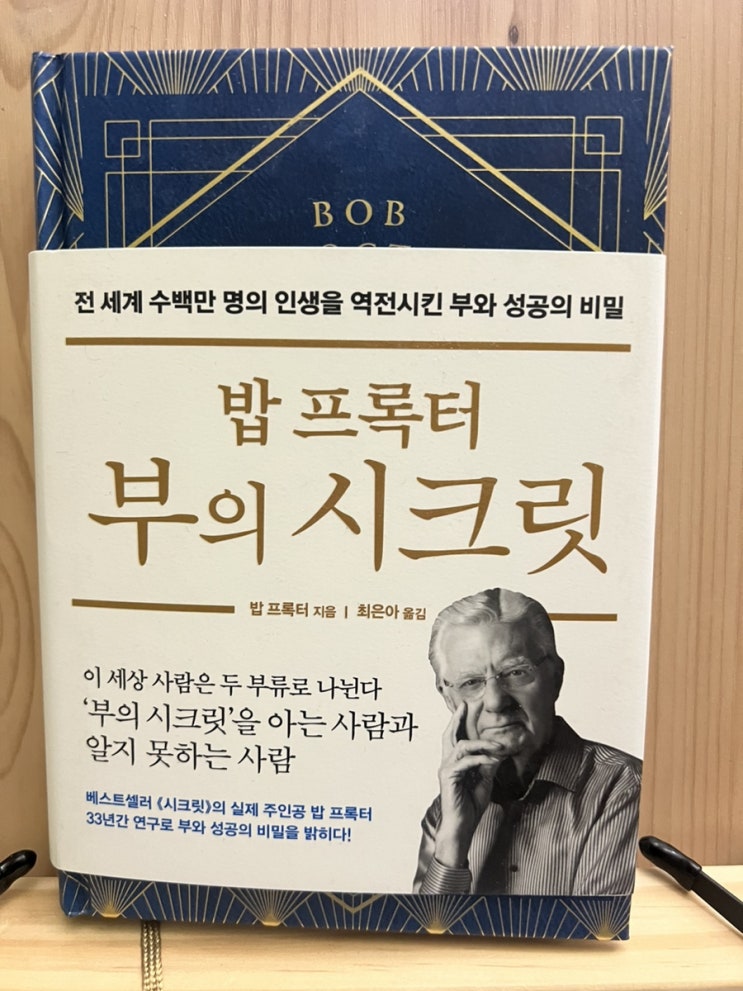 BOB
전 세계 수백만 명의 인생을 역전시킨 부와 성공의 비밀
밥 프록터
부의 시크릿
밥 프록터 지음 | 최은아 옮김
이 세상 사람은 두 부류로 나뉜다
‘부의 시크릿’을 아는 사람과
알지 못하는 사람
베스트셀러 《시크릿》의 실제 주인공 밥 프록터
33년간 연구로 부와 성공의 비밀을 밝히다!